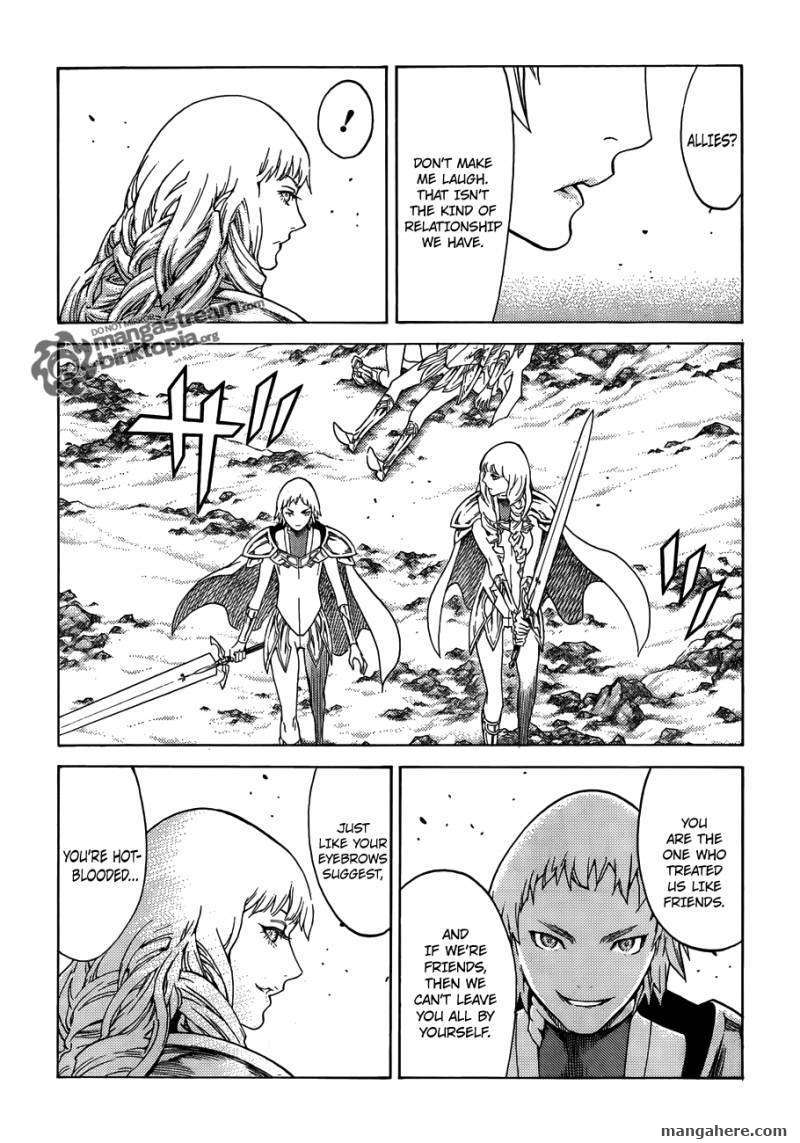 ALLIES?
DON'T MAKE
ME LAUGH.
THAT ISN'T
THE KIND OF
RELATIONSHIP
WE HAVE.
!
DO NOT
mangastream.com
binktopia.org
ザッ
YOU
ARE THE
ONE WHO
TREATED
US LIKE
FRIENDS.
AND
IF WE'RE
FRIENDS,
THEN WE
CAN'T LEAVE
YOU ALL BY
YOURSELF.
JUST
LIKE YOUR
EYEBROWS
SUGGEST,
YOU'RE HOT-
BLOODED...
mangahere.com